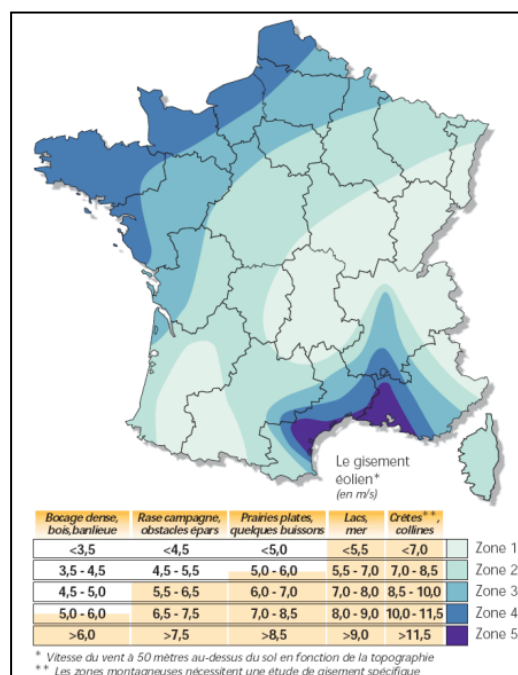 Le gisement
éolien*
(en m/s)
Bocage dense, bois,banlieue | Rase campagne, obstacles épars | Prairies plates, quelques buissons | Lacs, mer | Crêtes**, collines
<3,5 <4,5 <5,0 <5,5 <7,0 Zone 1
3,5 - 4,5 4,5 - 5,5 5,0 - 6,0 5,5 - 7,0 7,0 - 8,5 Zone 2
4,5 - 5,0 5,5 - 6,5 6,0 - 7,0 7,0 - 8,0 8,5 - 10,0 Zone 3
5,0 - 6,0 6,5 - 7,5 7,0 - 8,5 8,0 - 9,0 10,0 - 11,5 Zone 4
>6,0 >7,5 >8,5 >9,0 >11,5 Zone 5
* Vitesse du vent à 50 mètres au-dessus du sol en fonction de la topographie
** Les zones montagneuses nécessitent une étude de gisement spécifique